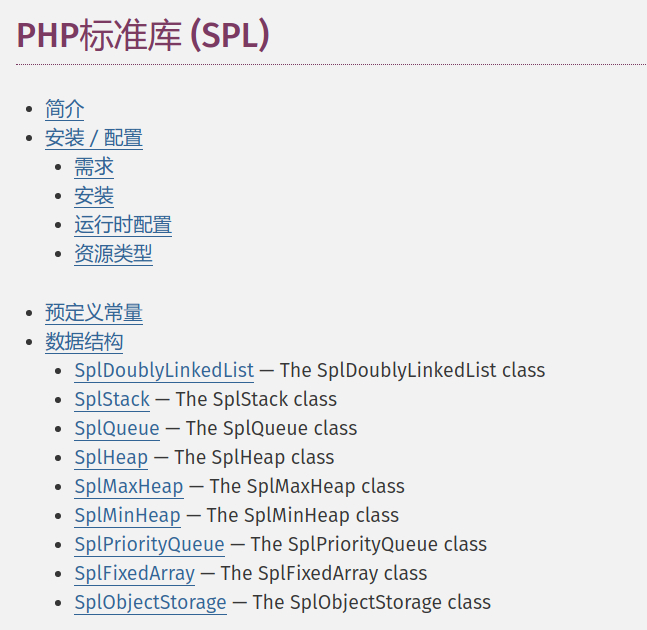 PHP标准库 (SPL)
简介
安装 / 配置
需求
安装
运行时配置
资源类型
预定义常量
数据结构
SplDoublyLinkedList — The SplDoublyLinkedList class
SplStack — The SplStack class
SplQueue — The SplQueue class
SplHeap — The SplHeap class
SplMaxHeap — The SplMaxHeap class
SplMinHeap — The SplMinHeap class
SplPriorityQueue — The SplPriorityQueue class
SplFixedArray — The SplFixedArray class
SplObjectStorage — The SplObjectStorage class